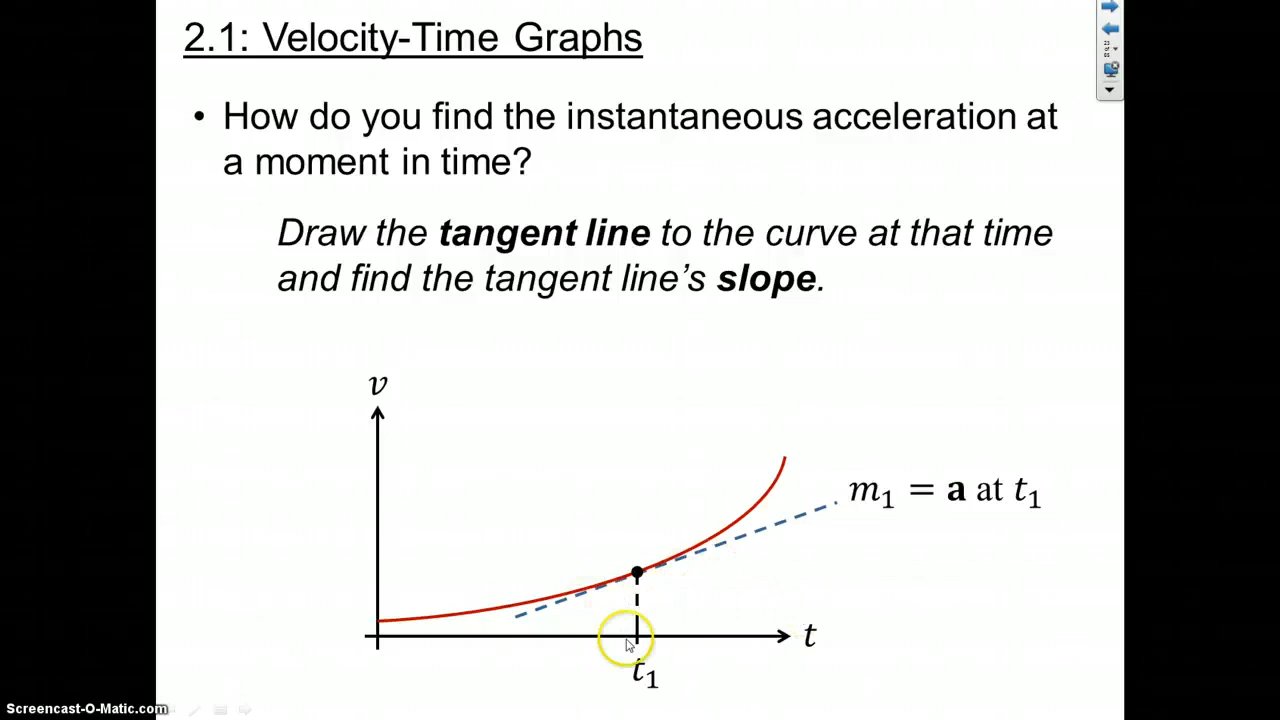 2.1: Velocity-Time Graphs
• How do you find the instantaneous acceleration at
a moment in time?
Draw the tangent line to the curve at that time
and find the tangent line’s slope.
v
m₁ = a at t₁
t
t₁
Screencast-O-Matic.com